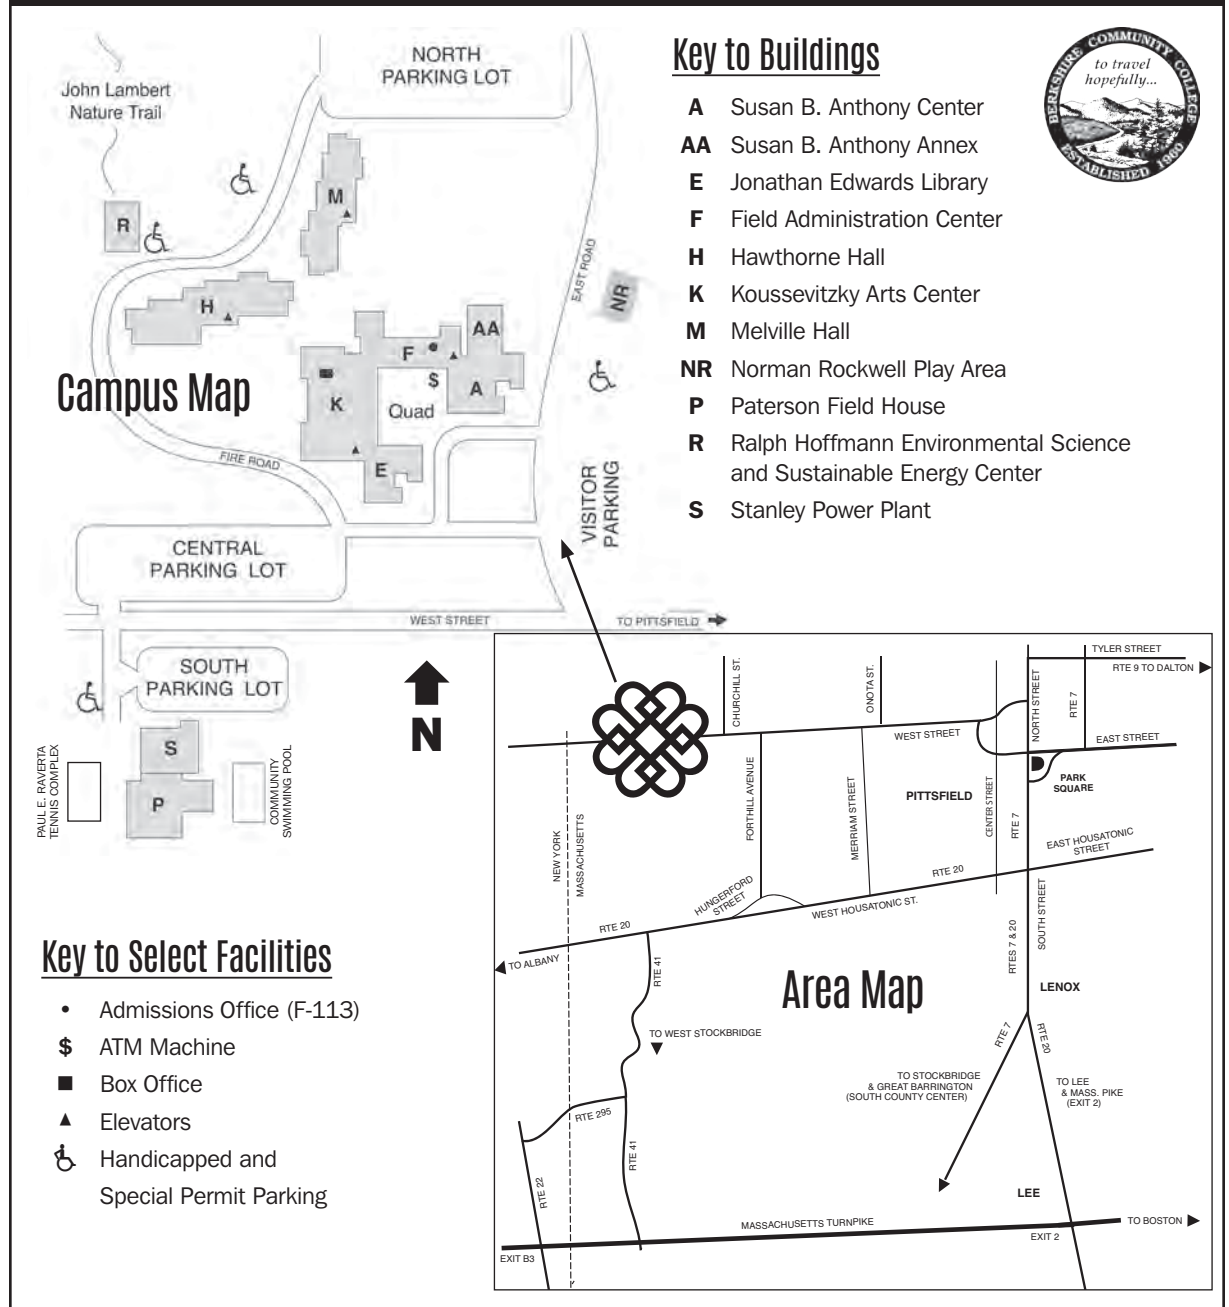 NORTH
PARKING LOT
John Lambert
Nature Trail
M
R
H
EAST ROAD
NR
AA
F
$
A
K
Quad
E
Campus Map
FIRE ROAD
VISITOR
PARKING
CENTRAL
PARKING LOT
WEST STREET
TO PITTSFIELD
SOUTH
PARKING LOT
N
S
P
PAUL E. RAVERTA
TENNIS COMPLEX
COMMUNITY
SWIMMING POOL
Key to Buildings
A Susan B. Anthony Center
AA Susan B. Anthony Annex
E Jonathan Edwards Library
F Field Administration Center
H Hawthorne Hall
K Koussevitzky Arts Center
M Melville Hall
NR Norman Rockwell Play Area
P Paterson Field House
R Ralph Hoffmann Environmental Science
and Sustainable Energy Center
S Stanley Power Plant
BERKSHIRE COMMUNITY COLLEGE
to travel
hopefully...
ESTABLISHED 1960
Key to Select Facilities
• Admissions Office (F-113)
$ ATM Machine
■ Box Office
▲ Elevators
Handicapped and
Special Permit Parking
TYLER STREET
RTE 9 TO DALTON
CHURCHILL ST.
ONOTA ST.
NORTH STREET
RTE 7
WEST STREET
EAST STREET
PARK
SQUARE
PITTSFIELD
FORTHILL AVENUE
MERRIAM STREET
CENTER STREET
RTE 7
NEW YORK
MASSACHUSETTS
EAST HOUSATONIC
STREET
RTE 20
HUNGERFORD
STREET
WEST HOUSATONIC ST.
RTE 20
TO ALBANY
RTE 41
RTES 7 & 20
SOUTH STREET
Area Map
LENOX
TO WEST STOCKBRIDGE
RTE 7
RTE 20
TO STOCKBRIDGE
& GREAT BARRINGTON
(SOUTH COUNTY CENTER)
TO LEE
& MASS. PIKE
(EXIT 2)
RTE 295
RTE 41
RTE 22
LEE
MASSACHUSETTS TURNPIKE
TO BOSTON
EXIT 2
EXIT B3